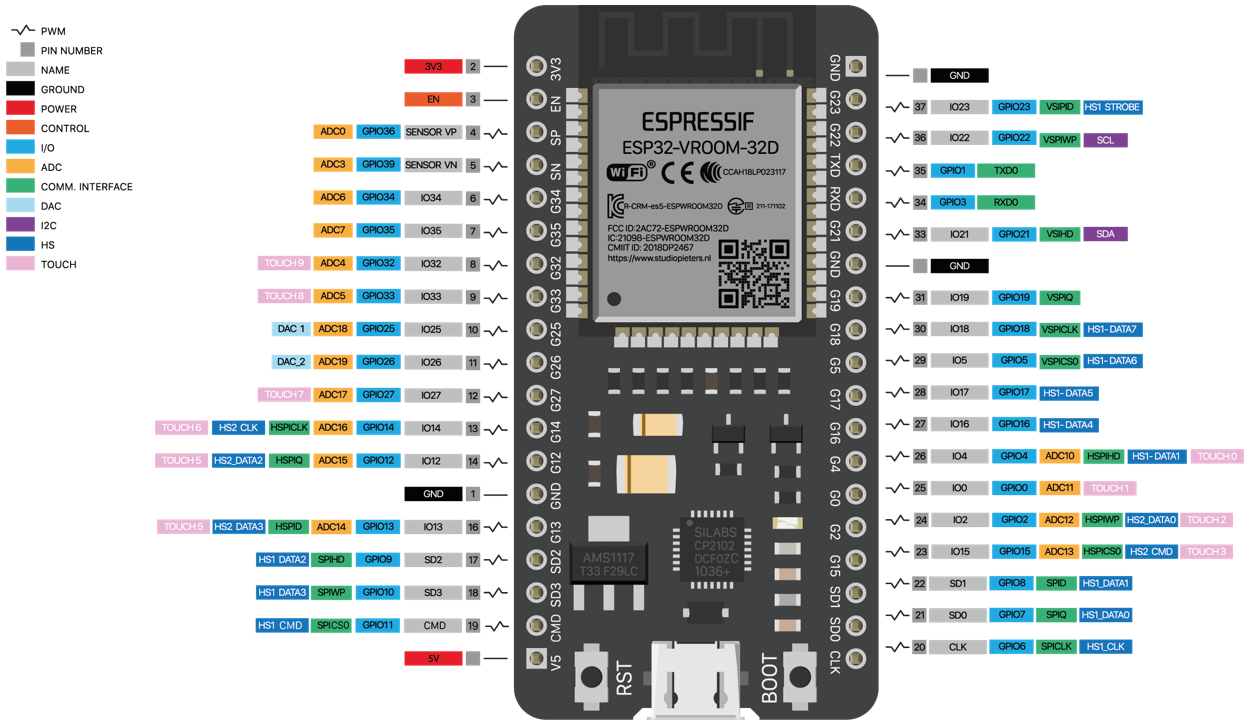 PWM
PIN NUMBER
NAME
GROUND
POWER
CONTROL
I/O
ADC
COMM. INTERFACE
DAC
I2C
HS
TOUCH
3V3 2
EN 3
ADC0 GPIO36 SENSOR VP 4
ADC3 GPIO39 SENSOR VN 5
ADC6 GPIO34 IO34 6
ADC7 GPIO35 IO35 7
TOUCH 9 ADC4 GPIO32 IO32 8
TOUCH 8 ADC5 GPIO33 IO33 9
DAC 1 ADC18 GPIO25 IO25 10
DAC_2 ADC19 GPIO26 IO26 11
TOUCH 7 ADC17 GPIO27 IO27 12
TOUCH 6 HS2 CLK HSPICLK ADC16 GPIO14 IO14 13
TOUCH 5 HS2_DATA2 HSPIQ ADC15 GPIO12 IO12 14
GND 1
TOUCH 5 HS2 DATA3 HSPID ADC14 GPIO13 IO13 16
HS1 DATA2 SPIHD GPIO9 SD2 17
HS1 DATA3 SPIWP GPIO10 SD3 18
HS1 CMD SPICS0 GPIO11 CMD 19
5V
3V3
EN
SP
SN
G34
G35
G32
G33
G25
G26
G27
G14
G12
GND
G13
SD2
SD3
CMD
V5
ESPRESSIF
ESP32-VROOM-32D
Wi Fi ® CE CCAH18LP023117
R-CRM-es5-ESPWROOM32D R 211-171102
FCC ID:2AC72-ESPWROOM32D
IC:21098-ESPWROOM32D
CMIIT ID: 2018DP2467
https://www.studiopieters.nl
SILABS
CP2102
DCF0ZC
1036+
AMS1117
T33 F29LC
RST
BOOT
GND
G23
G22
TXD
RXD
G21
GND
G19
G18
G5
G17
G16
G4
G0
G2
G15
SD1
SD0
CLK
GND
37 IO23 GPIO23 VSPID HS1 STROBE
36 IO22 GPIO22 VSPIWP SCL
35 GPIO1 TXD0
34 GPIO3 RXD0
33 IO21 GPIO21 VSIHD SDA
GND
31 IO19 GPIO19 VSPIQ
30 IO18 GPIO18 VSPICLK HS1-DATA7
29 IO5 GPIO5 VSPICS0 HS1-DATA6
28 IO17 GPIO17 HS1-DATA5
27 IO16 GPIO16 HS1-DATA4
26 IO4 GPIO4 ADC10 HSPIHD HS1-DATA1 TOUCH 0
25 IO0 GPIO0 ADC11 TOUCH 1
24 IO2 GPIO2 ADC12 HSPIWP HS2_DATA0 TOUCH 2
23 IO15 GPIO15 ADC13 HSPICS0 HS2 CMD TOUCH 3
22 SD1 GPIO8 SPID HS1_DATA1
21 SD0 GPIO7 SPIQ HS1_DATA0
20 CLK GPIO6 SPICLK HS1_CLK